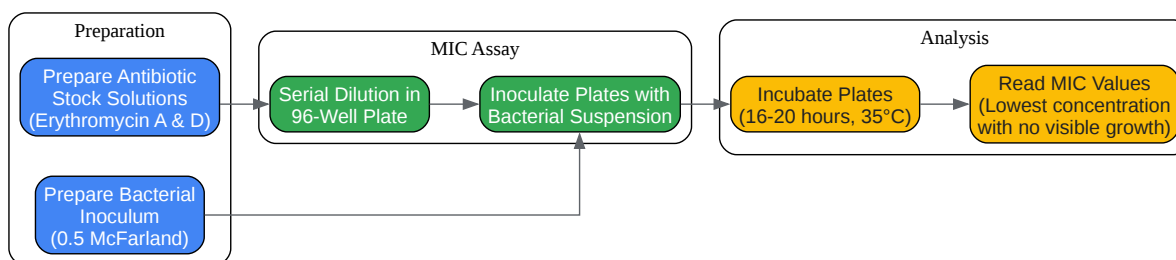 Preparation
Prepare Antibiotic
Stock Solutions
(Erythromycin A & D)
Prepare Bacterial
Inoculum
(0.5 McFarland)
MIC Assay
Serial Dilution in
96-Well Plate
Inoculate Plates with
Bacterial Suspension
Analysis
Incubate Plates
(16-20 hours, 35°C)
Read MIC Values
(Lowest concentration
with no visible growth)